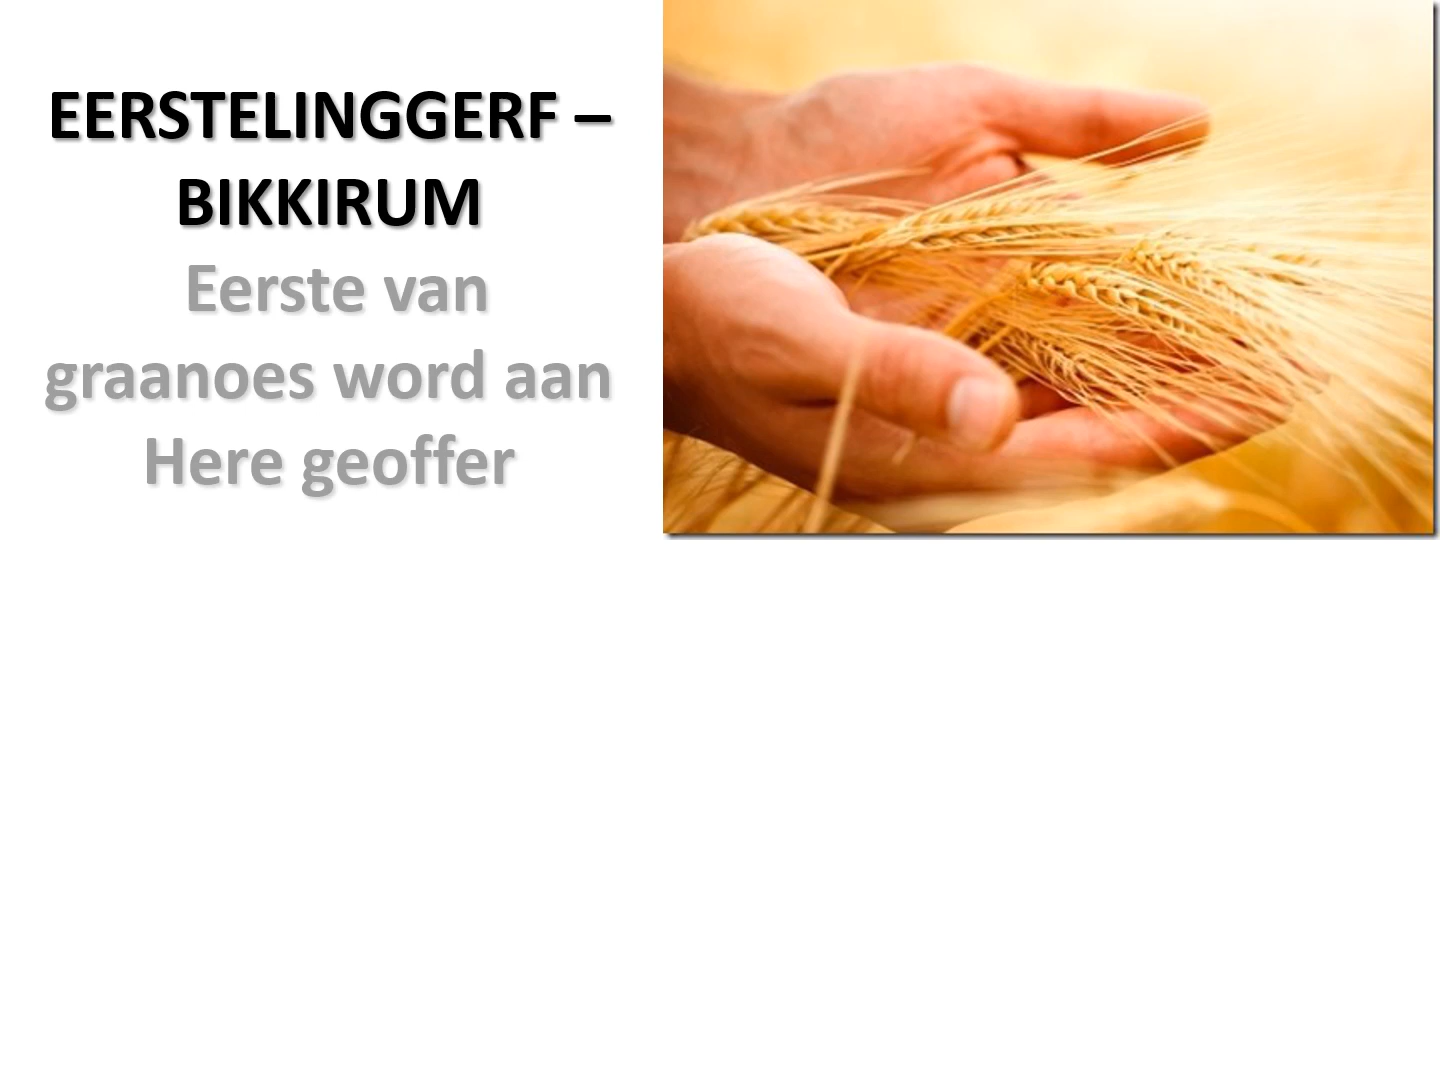 EERSTELINGGERF –
BIKKIRUM
Eerste van
graanoes word aan
Here geoffer